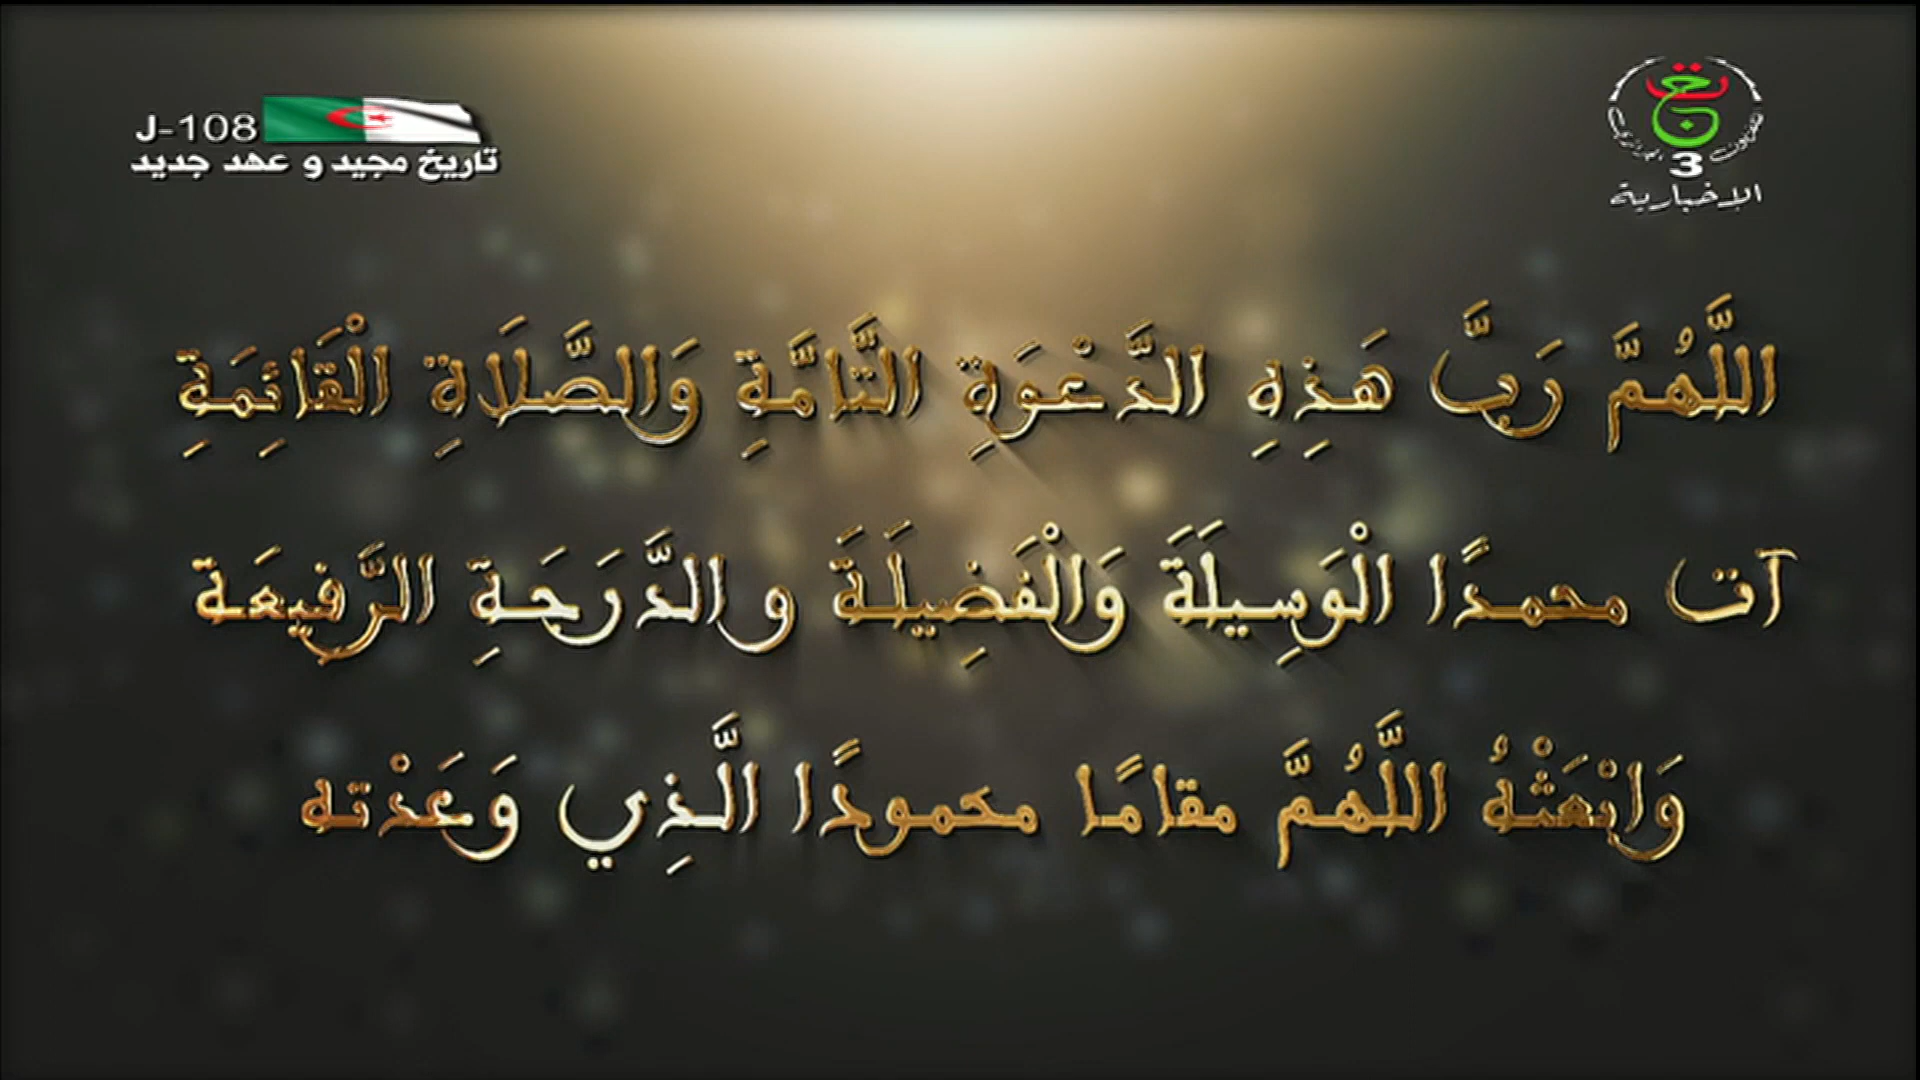 J-108
تاريخ مجيد و عهد جديد
3
الإخبارية
اللَّهُمَّ رَبَّ هَذِهِ الدَّعْوَةِ التَّامَّةِ وَالصَّلَاةِ الْقَائِمَةِ
آت محمدًا الْوَسِيلَةَ وَالْفَضِيلَةَ و الدَّرَجَةِ الرَّفِيعَة
وَابْعَثْهُ اللَّهُمَّ مقامًا محمودًا الَّذِي وَعَدْته